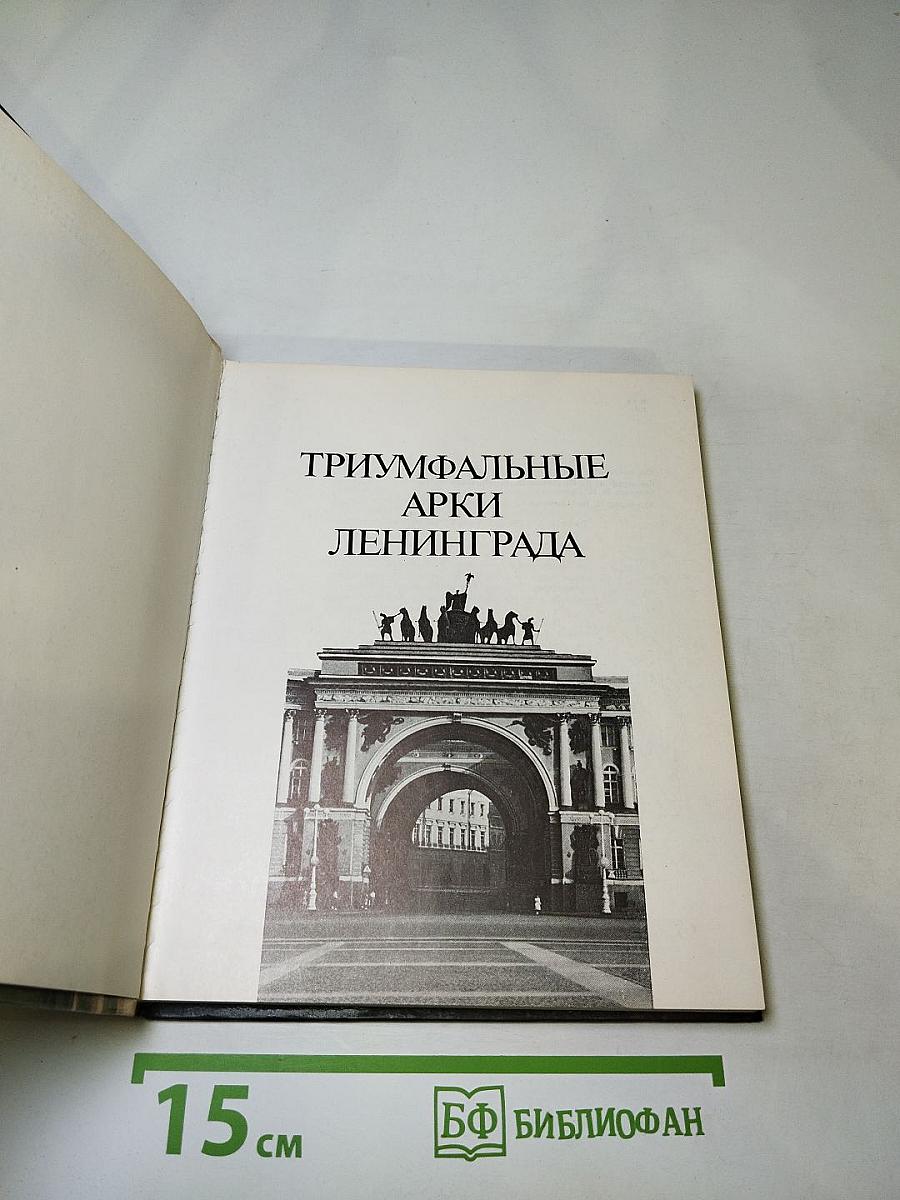 ТРИУМФАЛЬНЫЕ
АРКИ
ЛЕНИНГРАДА
15 см
БФ БИБЛИОФАН